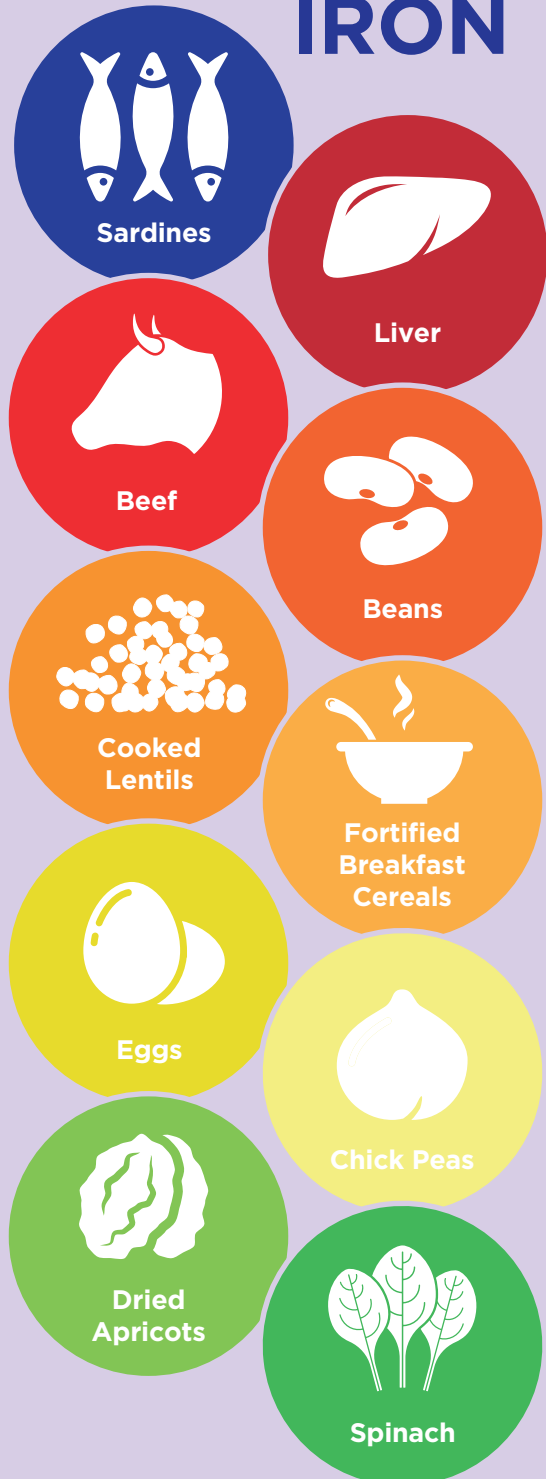 IRON
Sardines
Liver
Beef
Beans
Cooked
Lentils
Fortified
Breakfast
Cereals
Eggs
Chick Peas
Dried
Apricots
Spinach